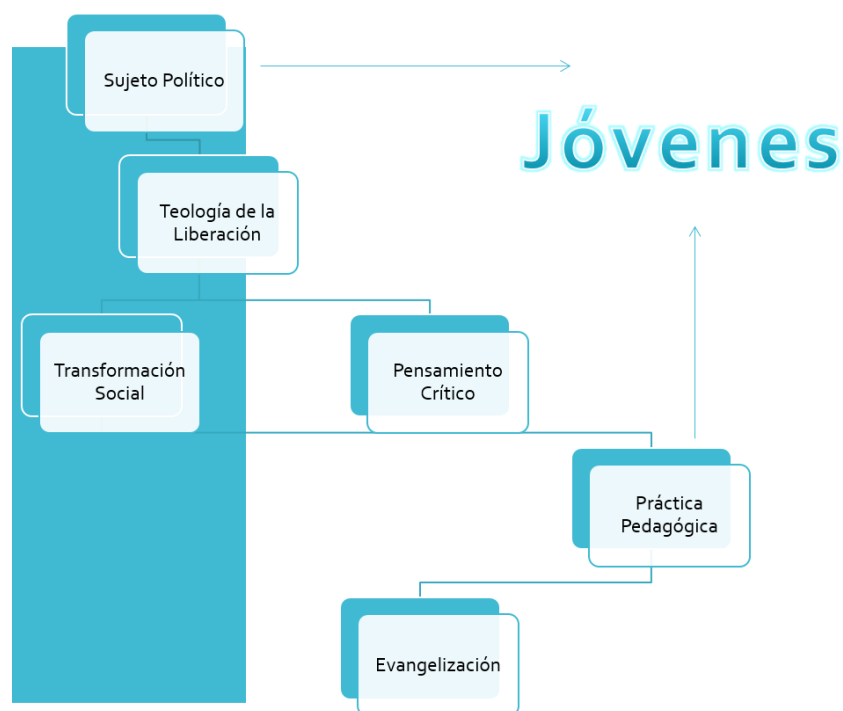 Sujeto Político
Jóvenes
Teología de la
Liberación
Transformación
Social
Pensamiento
Crítico
Práctica
Pedagógica
Evangelización